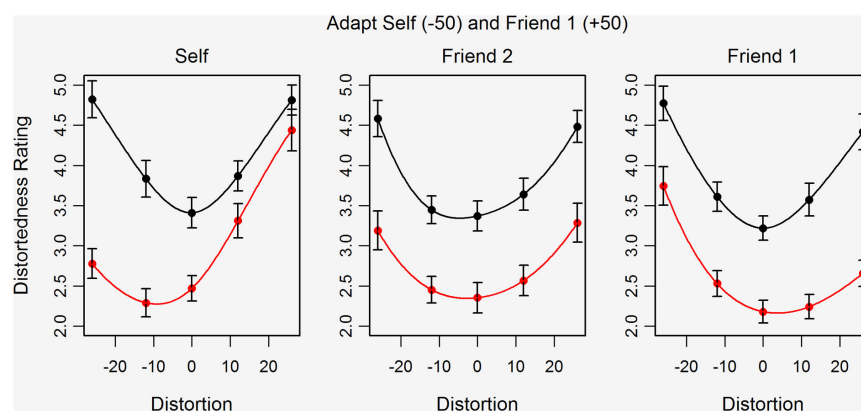 Adapt Self (-50) and Friend 1 (+50)
Self Friend 2 Friend 1
Distortedness Rating
5.0 4.5 4.0 3.5 3.0 2.5 2.0
5.0 4.5 4.0 3.5 3.0 2.5 2.0
5.0 4.5 4.0 3.5 3.0 2.5 2.0
-20 -10 0 10 20
-20 -10 0 10 20
-20 -10 0 10 20
Distortion Distortion Distortion